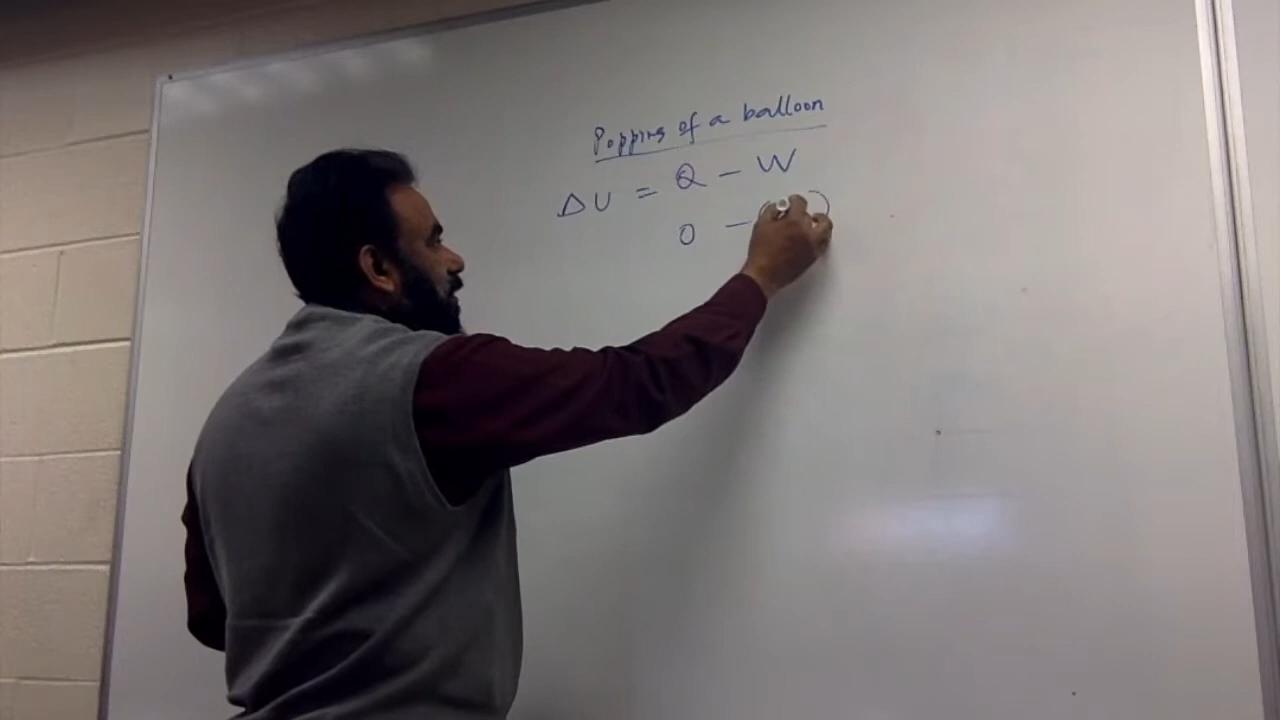 Popping of a balloon
ΔU = Q - W
0 - ( )